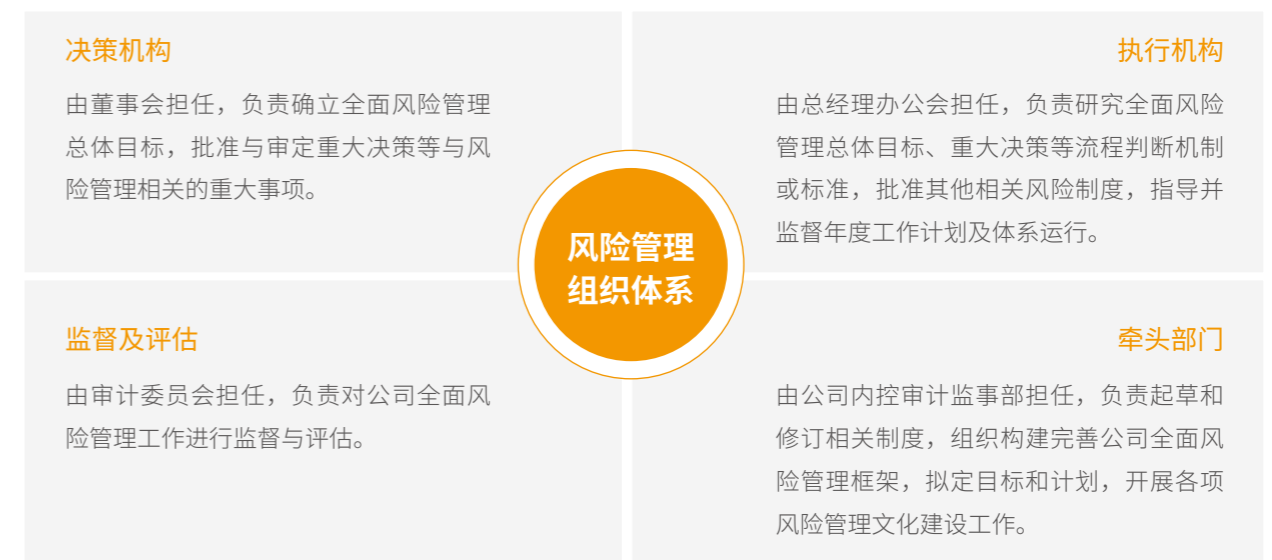 决策机构
由董事会担任，负责确立全面风险管理
总体目标，批准与审定重大决策等与风
险管理相关的重大事项。
执行机构
由总经理办公会担任，负责研究全面风险
管理总体目标、重大决策等流程判断机制
或标准，批准其他相关风险制度，指导并
监督年度工作计划及体系运行。
风险管理
组织体系
监督及评估
由审计委员会担任，负责对公司全面风
险管理工作进行监督与评估。
牵头部门
由公司内控审计监事部担任，负责起草和
修订相关制度，组织构建完善公司全面风
险管理框架，拟定目标和计划，开展各项
风险管理文化建设工作。